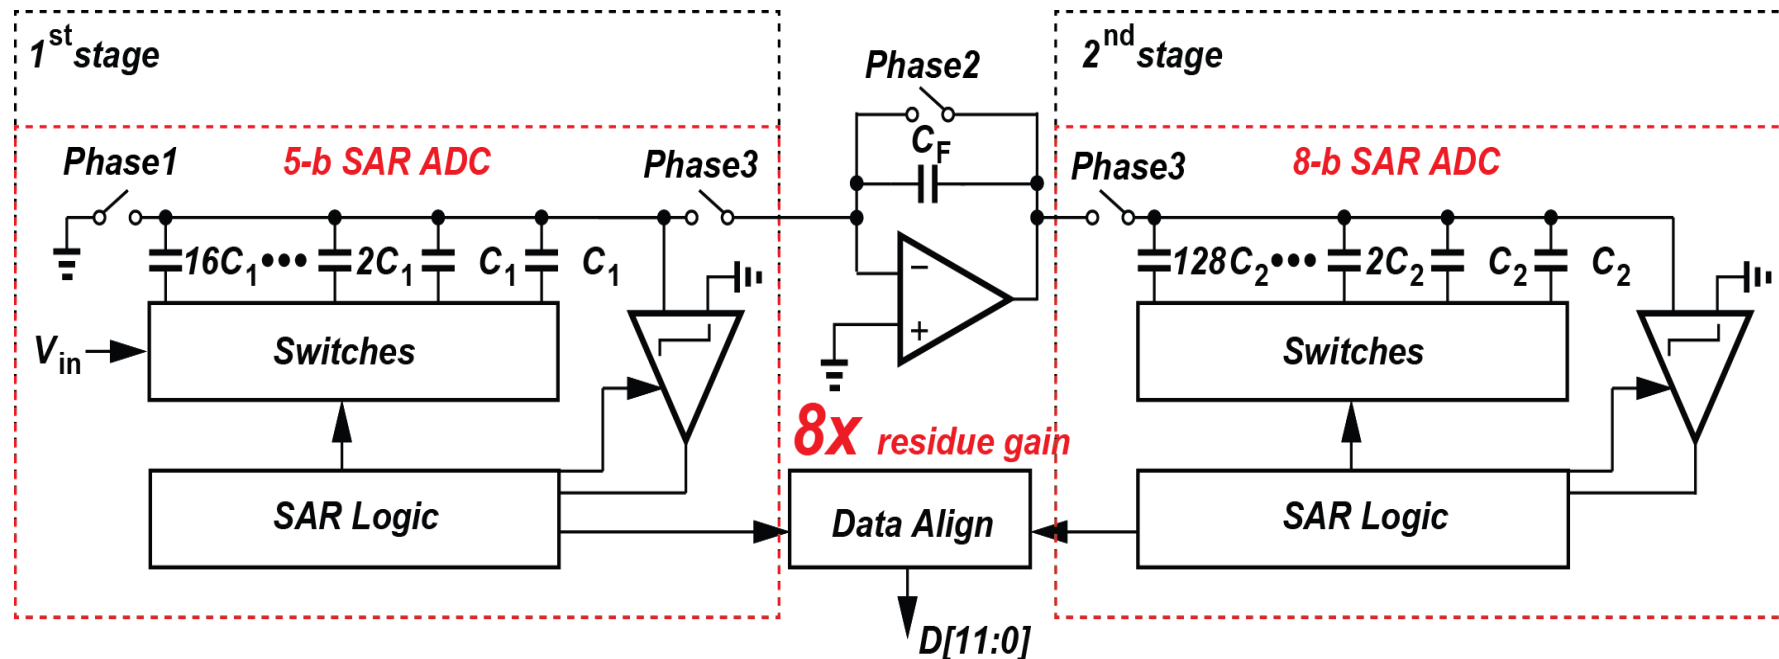 1st stage
2nd stage
Phase2
CF
Phase1
5-b SAR ADC
Phase3
Phase3
8-b SAR ADC
16C1 ••• 2C1 C1 C1
128C2 ••• 2C2 C2 C2
−
+
Vin
Switches
Switches
8x residue gain
SAR Logic
Data Align
SAR Logic
D[11:0]